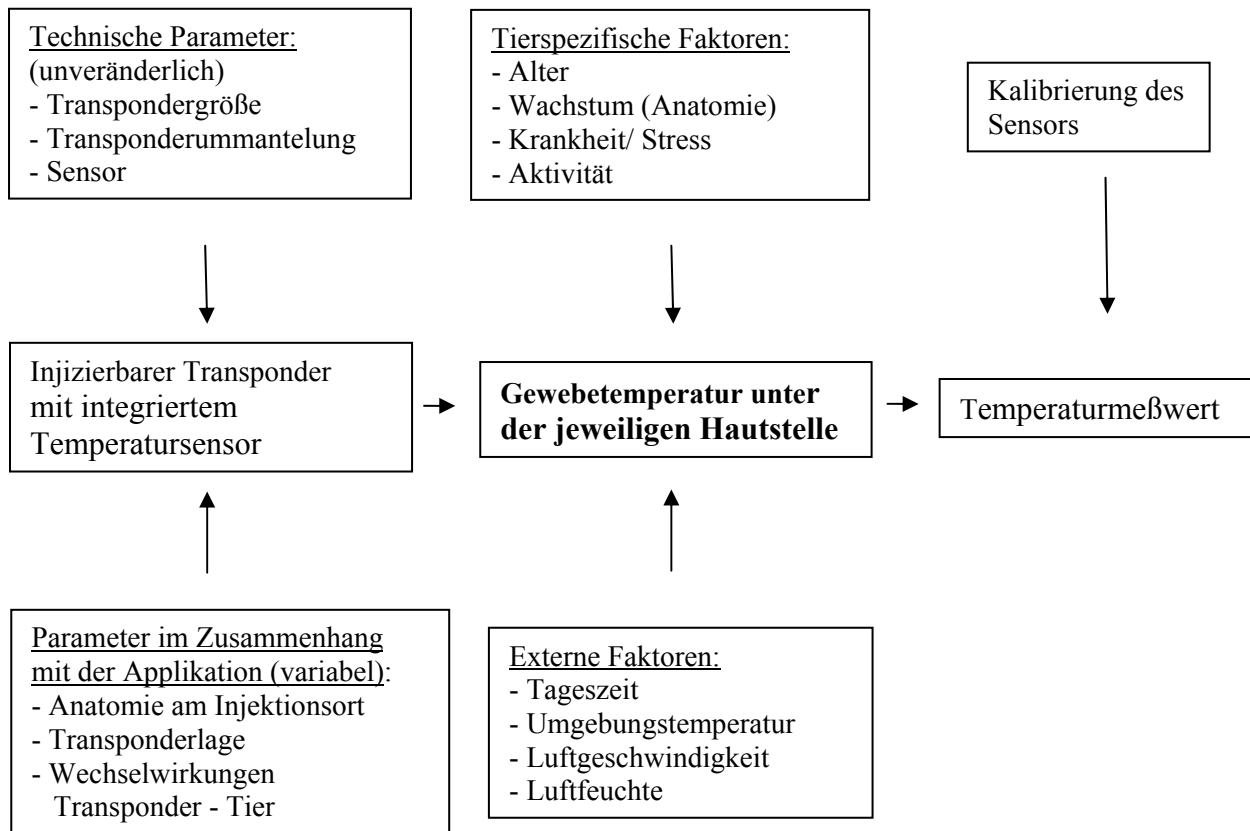 Technische Parameter:
(unveränderlich)
- Transpondergröße
- Transponderummantelung
- Sensor
Tierspezifische Faktoren:
- Alter
- Wachstum (Anatomie)
- Krankheit/ Stress
- Aktivität
Kalibrierung des
Sensors
Injizierbarer Transponder
mit integriertem
Temperatursensor
Gewebetemperatur unter
der jeweiligen Hautstelle
Temperaturmeßwert
Parameter im Zusammenhang
mit der Applikation (variabel):
- Anatomie am Injektionsort
- Transponderlage
- Wechselwirkungen
Transponder - Tier
Externe Faktoren:
- Tageszeit
- Umgebungstemperatur
- Luftgeschwindigkeit
- Luftfeuchte